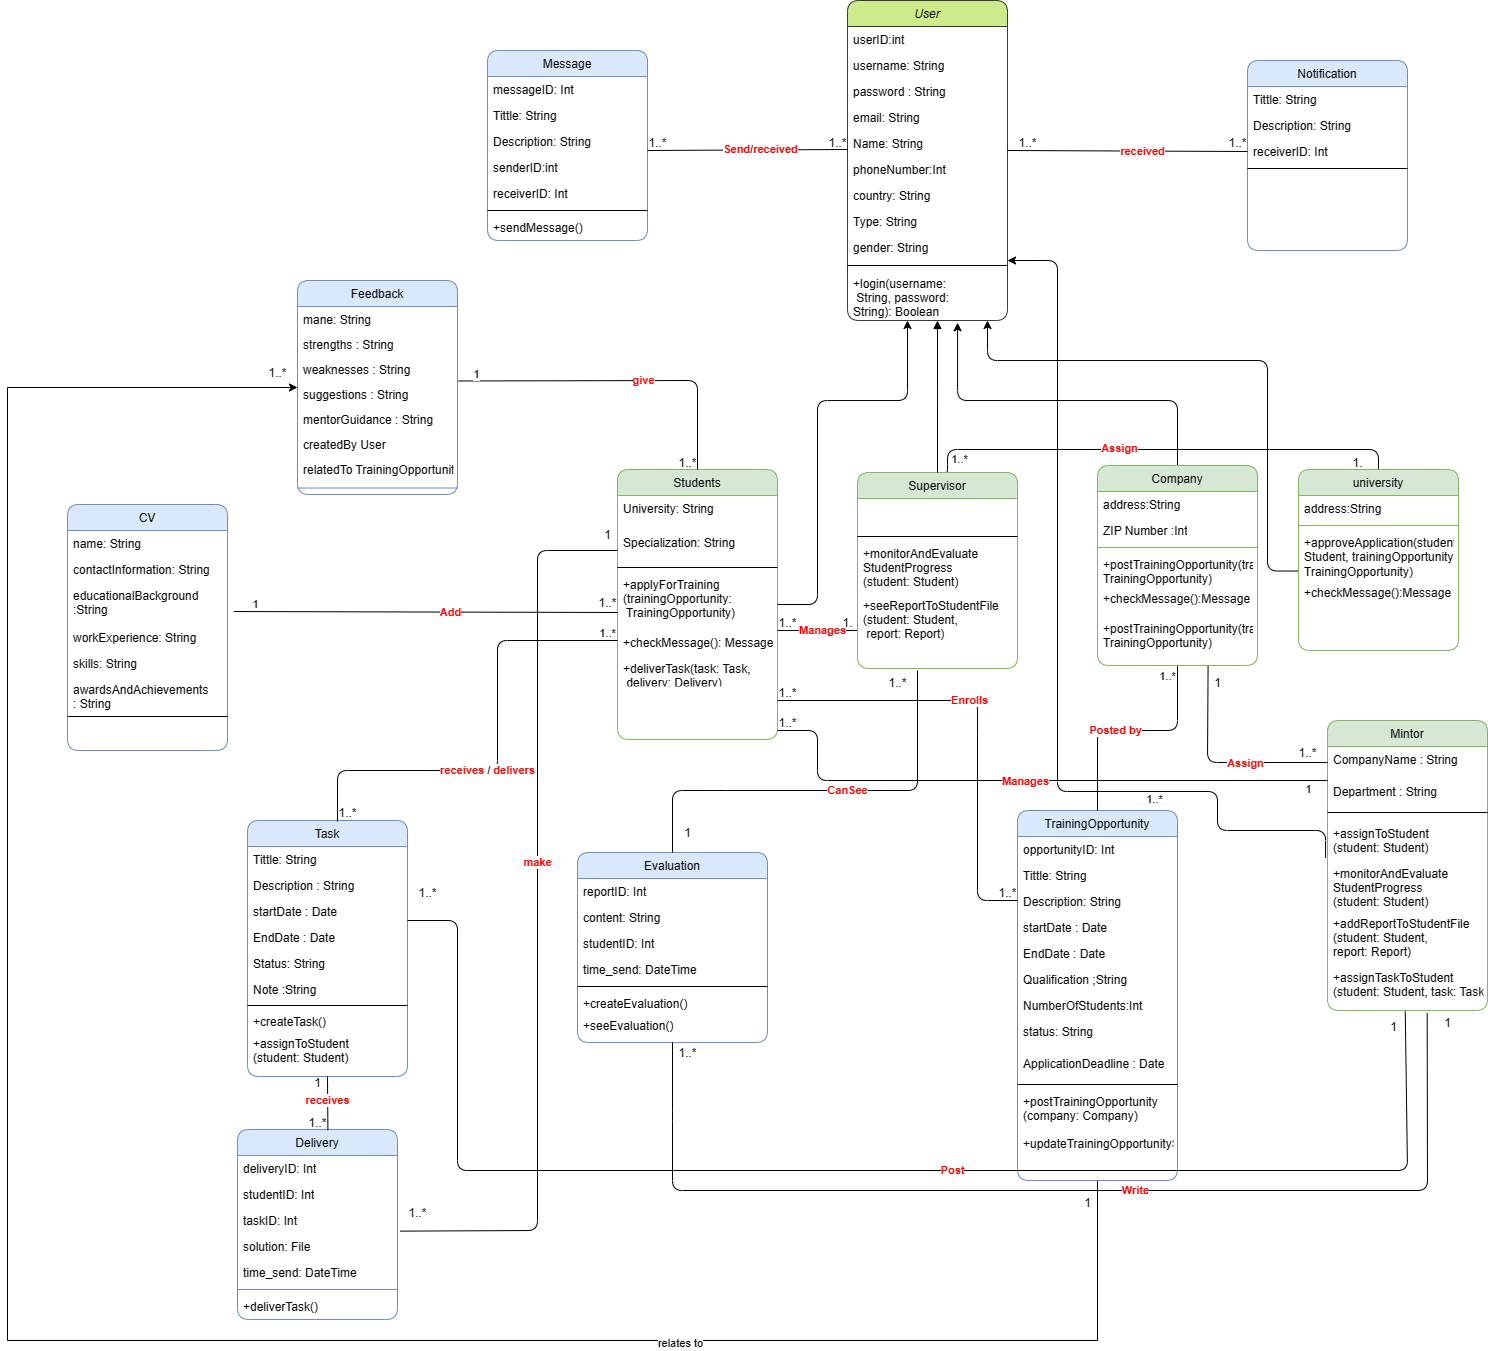 User
userID:int
username: String
password : String
email: String
Name: String
phoneNumber:Int
country: String
Type: String
gender: String
+login(username:
String, password:
String): Boolean
Message
messageID: Int
Tittle: String
Description: String
senderID:int
receiverID: Int
+sendMessage()
1..*
Send/received
1..*
1..*
received
1..*
Notification
Tittle: String
Description: String
receiverID: Int
Feedback
mane: String
strengths : String
weaknesses : String
suggestions : String
mentorGuidance : String
createdBy User
relatedTo TrainingOpportunit
1..*
1
give
1..*
CV
name: String
contactInformation: String
educationalBackground
:String
workExperience: String
skills: String
awardsAndAchievements
: String
1
Add
1..*
Students
University: String
Specialization: String
+applyForTraining
(trainingOpportunity:
TrainingOpportunity)
+checkMessage(): Message
+deliverTask(task: Task,
delivery: Delivery)
1
1..*
1..*
Manages
1.
Supervisor
+monitorAndEvaluate
StudentProgress
(student: Student)
+seeReportToStudentFile
(student: Student,
report: Report)
1..*
Assign
1.
Company
address:String
ZIP Number :Int
+postTrainingOpportunity(tra
TrainingOpportunity)
+checkMessage():Message
+postTrainingOpportunity(tra
TrainingOpportunity)
university
address:String
+approveApplication(studen
Student, trainingOpportunity
TrainingOpportunity)
+checkMessage():Message
1..*
1..*
Enrolls
1..*
1..*
Posted by
1
Assign
1..*
Manages
1
1..*
CanSee
1
receives / delivers
1..*
make
Mintor
CompanyName : String
Department : String
+assignToStudent
(student: Student)
+monitorAndEvaluate
StudentProgress
(student: Student)
+addReportToStudentFile
(student: Student,
report: Report)
+assignTaskToStudent
(student: Student, task: Task
Task
Tittle: String
Description : String
startDate : Date
EndDate : Date
Status: String
Note :String
+createTask()
+assignToStudent
(student: Student)
1..*
Evaluation
reportID: Int
content: String
studentID: Int
time_send: DateTime
+createEvaluation()
+seeEvaluation()
1..*
TrainingOpportunity
opportunityID: Int
Tittle: String
Description: String
startDate : Date
EndDate : Date
Qualification ;String
NumberOfStudents:Int
status: String
ApplicationDeadline : Date
+postTrainingOpportunity
(company: Company)
+updateTrainingOpportunity
1..*
1
1
1
receives
1..*
Post
Write
1
Delivery
deliveryID: Int
studentID: Int
taskID: Int
solution: File
time_send: DateTime
+deliverTask()
1..*
relates to